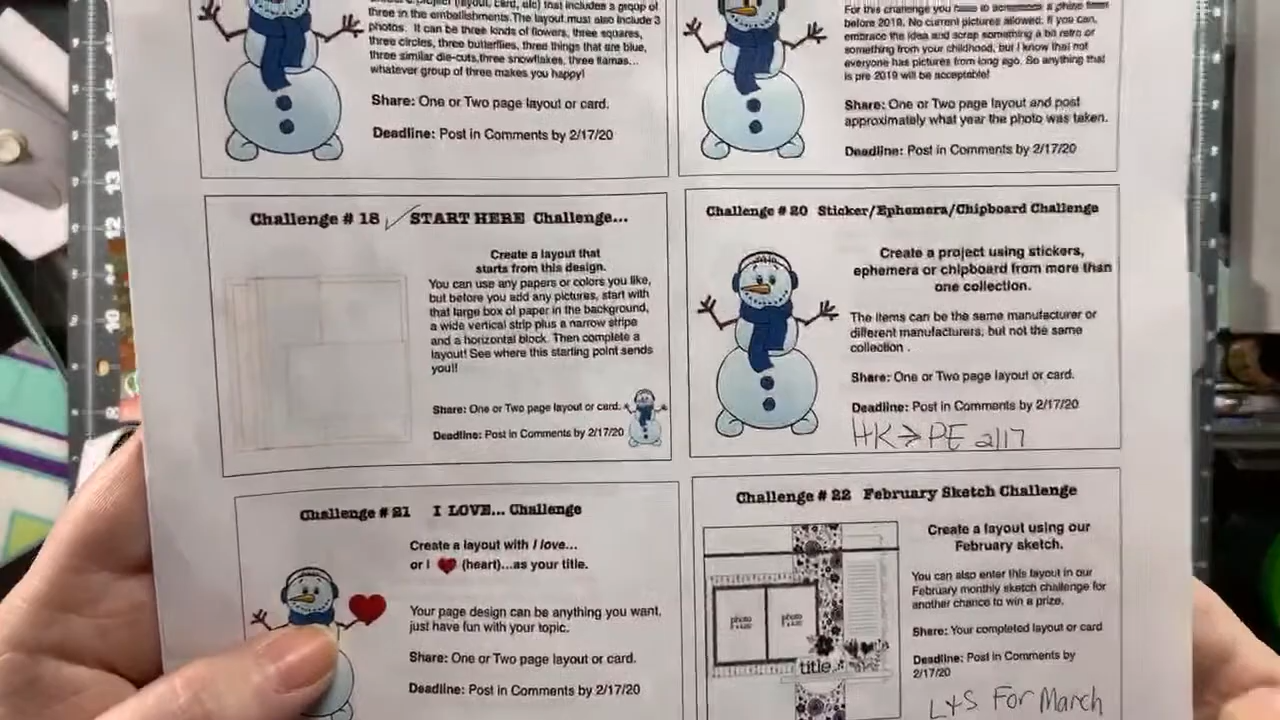 three in the embellishments. The layout must also include 3
photos. It can be three kinds of flowers, three squares,
three circles, three butterflies, three things that are blue,
three similar die-cuts, three snowflakes, three llamas...
whatever group of three makes you happy!
Share: One or Two page layout or card.
Deadline: Post in Comments by 2/17/20
For this challenge you have to
before 2019. No current pictures allowed. If you can,
embrace the idea and scrap something a bit retro or
something from your childhood, but I know that not
everyone has pictures from long ago. So anything that
is pre 2019 will be acceptable!
Share: One or Two page layout and post
approximately what year the photo was taken.
Deadline: Post in Comments by 2/17/20
Challenge # 18 START HERE Challenge...
Create a layout that
starts from this design.
You can use any papers or colors you like,
but before you add any pictures, start with
that large box of paper in the background,
a wide vertical strip plus a narrow stripe
and a horizontal block. Then complete a
layout! See where this starting point sends
you!!
Share: One or Two page layout or card.
Deadline: Post in Comments by 2/17/20
Challenge # 20 Sticker/Ephemera/Chipboard Challenge
Create a project using stickers,
ephemera or chipboard from more than
one collection.
The items can be the same manufacturer or
different manufacturers, but not the same
collection .
Share: One or Two page layout or card.
Deadline: Post in Comments by 2/17/20
HK > PE 2/17
Challenge # 21 I LOVE... Challenge
Create a layout with I love...
or I (heart)...as your title.
Your page design can be anything you want,
just have fun with your topic.
Share: One or Two page layout or card.
Deadline: Post in Comments by 2/17/20
Challenge # 22 February Sketch Challenge
Create a layout using our
February sketch.
You can also enter this layout in our
February monthly sketch challenge for
another chance to win a prize.
Share: Your completed layout or card
Deadline: Post in Comments by
2/17/20
photo
photo
title
L+S For March